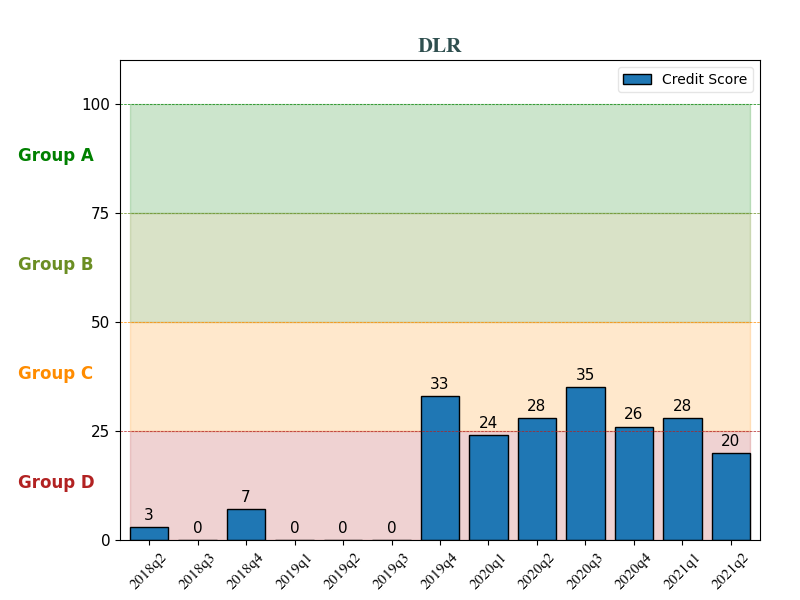 DLR
Credit Score
100
Group A
75
Group B
50
Group C
25
Group D
0
3
0
7
0
0
0
33
24
28
35
26
28
20
2018q2
2018q3
2018q4
2019q1
2019q2
2019q3
2019q4
2020q1
2020q2
2020q3
2020q4
2021q1
2021q2